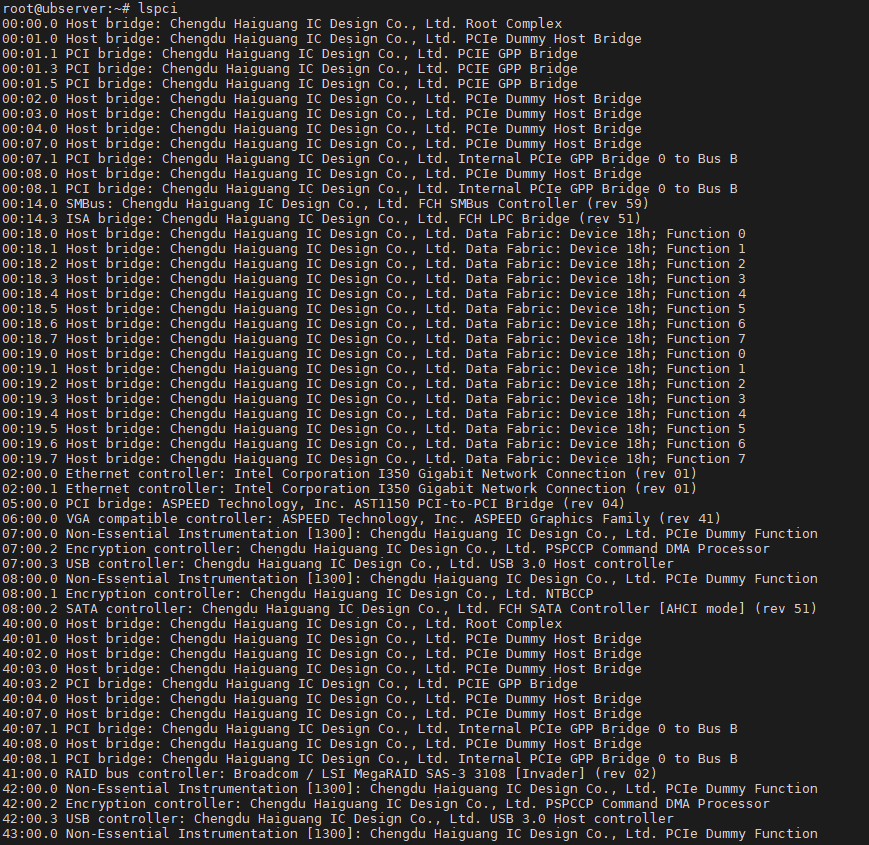 root@ubserver:~# lspci
00:00.0 Host bridge: Chengdu Haiguang IC Design Co., Ltd. Root Complex
00:01.0 Host bridge: Chengdu Haiguang IC Design Co., Ltd. PCIe Dummy Host Bridge
00:01.1 PCI bridge: Chengdu Haiguang IC Design Co., Ltd. PCIE GPP Bridge
00:01.3 PCI bridge: Chengdu Haiguang IC Design Co., Ltd. PCIE GPP Bridge
00:01.5 PCI bridge: Chengdu Haiguang IC Design Co., Ltd. PCIE GPP Bridge
00:02.0 Host bridge: Chengdu Haiguang IC Design Co., Ltd. PCIe Dummy Host Bridge
00:03.0 Host bridge: Chengdu Haiguang IC Design Co., Ltd. PCIe Dummy Host Bridge
00:04.0 Host bridge: Chengdu Haiguang IC Design Co., Ltd. PCIe Dummy Host Bridge
00:07.0 Host bridge: Chengdu Haiguang IC Design Co., Ltd. PCIe Dummy Host Bridge
00:07.1 PCI bridge: Chengdu Haiguang IC Design Co., Ltd. Internal PCIe GPP Bridge 0 to Bus B
00:08.0 Host bridge: Chengdu Haiguang IC Design Co., Ltd. PCIe Dummy Host Bridge
00:08.1 PCI bridge: Chengdu Haiguang IC Design Co., Ltd. Internal PCIe GPP Bridge 0 to Bus B
00:14.0 SMBus: Chengdu Haiguang IC Design Co., Ltd. FCH SMBus Controller (rev 59)
00:14.3 ISA bridge: Chengdu Haiguang IC Design Co., Ltd. FCH LPC Bridge (rev 51)
00:18.0 Host bridge: Chengdu Haiguang IC Design Co., Ltd. Data Fabric: Device 18h; Function 0
00:18.1 Host bridge: Chengdu Haiguang IC Design Co., Ltd. Data Fabric: Device 18h; Function 1
00:18.2 Host bridge: Chengdu Haiguang IC Design Co., Ltd. Data Fabric: Device 18h; Function 2
00:18.3 Host bridge: Chengdu Haiguang IC Design Co., Ltd. Data Fabric: Device 18h; Function 3
00:18.4 Host bridge: Chengdu Haiguang IC Design Co., Ltd. Data Fabric: Device 18h; Function 4
00:18.5 Host bridge: Chengdu Haiguang IC Design Co., Ltd. Data Fabric: Device 18h; Function 5
00:18.6 Host bridge: Chengdu Haiguang IC Design Co., Ltd. Data Fabric: Device 18h; Function 6
00:18.7 Host bridge: Chengdu Haiguang IC Design Co., Ltd. Data Fabric: Device 18h; Function 7
00:19.0 Host bridge: Chengdu Haiguang IC Design Co., Ltd. Data Fabric: Device 18h; Function 0
00:19.1 Host bridge: Chengdu Haiguang IC Design Co., Ltd. Data Fabric: Device 18h; Function 1
00:19.2 Host bridge: Chengdu Haiguang IC Design Co., Ltd. Data Fabric: Device 18h; Function 2
00:19.3 Host bridge: Chengdu Haiguang IC Design Co., Ltd. Data Fabric: Device 18h; Function 3
00:19.4 Host bridge: Chengdu Haiguang IC Design Co., Ltd. Data Fabric: Device 18h; Function 4
00:19.5 Host bridge: Chengdu Haiguang IC Design Co., Ltd. Data Fabric: Device 18h; Function 5
00:19.6 Host bridge: Chengdu Haiguang IC Design Co., Ltd. Data Fabric: Device 18h; Function 6
00:19.7 Host bridge: Chengdu Haiguang IC Design Co., Ltd. Data Fabric: Device 18h; Function 7
02:00.0 Ethernet controller: Intel Corporation I350 Gigabit Network Connection (rev 01)
02:00.1 Ethernet controller: Intel Corporation I350 Gigabit Network Connection (rev 01)
05:00.0 PCI bridge: ASPEED Technology, Inc. AST1150 PCI-to-PCI Bridge (rev 04)
06:00.0 VGA compatible controller: ASPEED Technology, Inc. ASPEED Graphics Family (rev 41)
07:00.0 Non-Essential Instrumentation [1300]: Chengdu Haiguang IC Design Co., Ltd. PCIe Dummy Function
07:00.2 Encryption controller: Chengdu Haiguang IC Design Co., Ltd. PSPCCP Command DMA Processor
07:00.3 USB controller: Chengdu Haiguang IC Design Co., Ltd. USB 3.0 Host controller
08:00.0 Non-Essential Instrumentation [1300]: Chengdu Haiguang IC Design Co., Ltd. PCIe Dummy Function
08:00.1 Encryption controller: Chengdu Haiguang IC Design Co., Ltd. NTBCCP
08:00.2 SATA controller: Chengdu Haiguang IC Design Co., Ltd. FCH SATA Controller [AHCI mode] (rev 51)
40:00.0 Host bridge: Chengdu Haiguang IC Design Co., Ltd. Root Complex
40:01.0 Host bridge: Chengdu Haiguang IC Design Co., Ltd. PCIe Dummy Host Bridge
40:02.0 Host bridge: Chengdu Haiguang IC Design Co., Ltd. PCIe Dummy Host Bridge
40:03.0 Host bridge: Chengdu Haiguang IC Design Co., Ltd. PCIe Dummy Host Bridge
40:03.2 PCI bridge: Chengdu Haiguang IC Design Co., Ltd. PCIE GPP Bridge
40:04.0 Host bridge: Chengdu Haiguang IC Design Co., Ltd. PCIe Dummy Host Bridge
40:07.0 Host bridge: Chengdu Haiguang IC Design Co., Ltd. PCIe Dummy Host Bridge
40:07.1 PCI bridge: Chengdu Haiguang IC Design Co., Ltd. Internal PCIe GPP Bridge 0 to Bus B
40:08.0 Host bridge: Chengdu Haiguang IC Design Co., Ltd. PCIe Dummy Host Bridge
40:08.1 PCI bridge: Chengdu Haiguang IC Design Co., Ltd. Internal PCIe GPP Bridge 0 to Bus B
41:00.0 RAID bus controller: Broadcom / LSI MegaRAID SAS-3 3108 [Invader] (rev 02)
42:00.0 Non-Essential Instrumentation [1300]: Chengdu Haiguang IC Design Co., Ltd. PCIe Dummy Function
42:00.2 Encryption controller: Chengdu Haiguang IC Design Co., Ltd. PSPCCP Command DMA Processor
42:00.3 USB controller: Chengdu Haiguang IC Design Co., Ltd. USB 3.0 Host controller
43:00.0 Non-Essential Instrumentation [1300]: Chengdu Haiguang IC Design Co., Ltd. PCIe Dummy Function